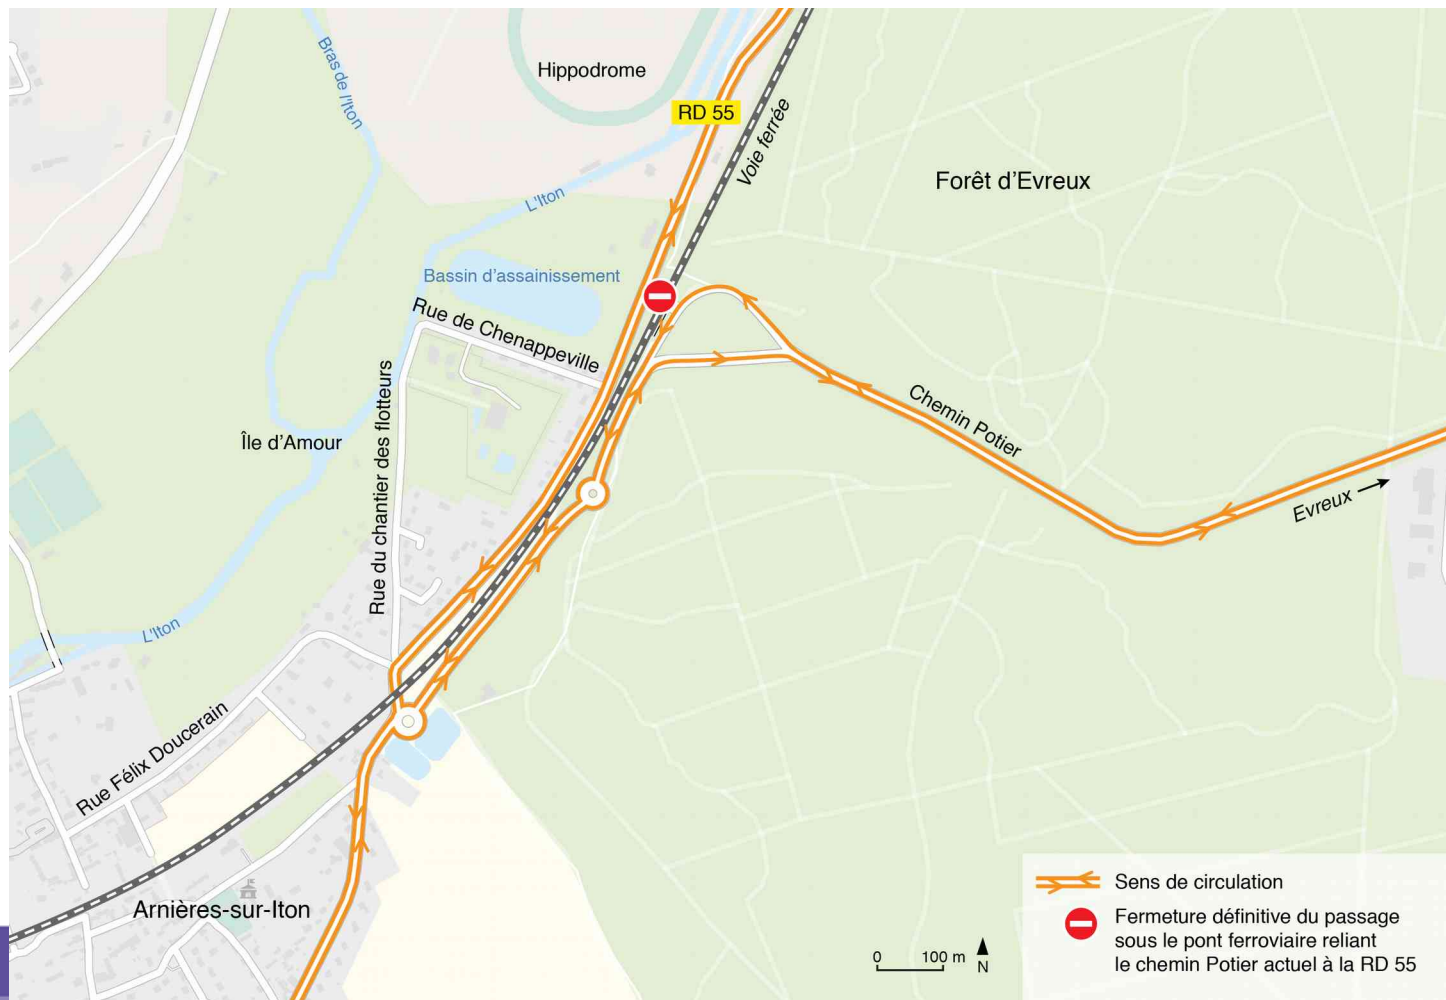 Hippodrome
Bras de l'Iton
RD 55
Voie ferrée
Forêt d'Evreux
L'Iton
Bassin d'assainissement
Rue de Chenappeville
Chemin Potier
Île d'Amour
Rue du chantier des flotteurs
Evreux
L'Iton
Rue Félix Doucerain
Arnières-sur-Iton
Sens de circulation
Fermeture définitive du passage
sous le pont ferroviaire reliant
le chemin Potier actuel à la RD 55
0 100 m
N